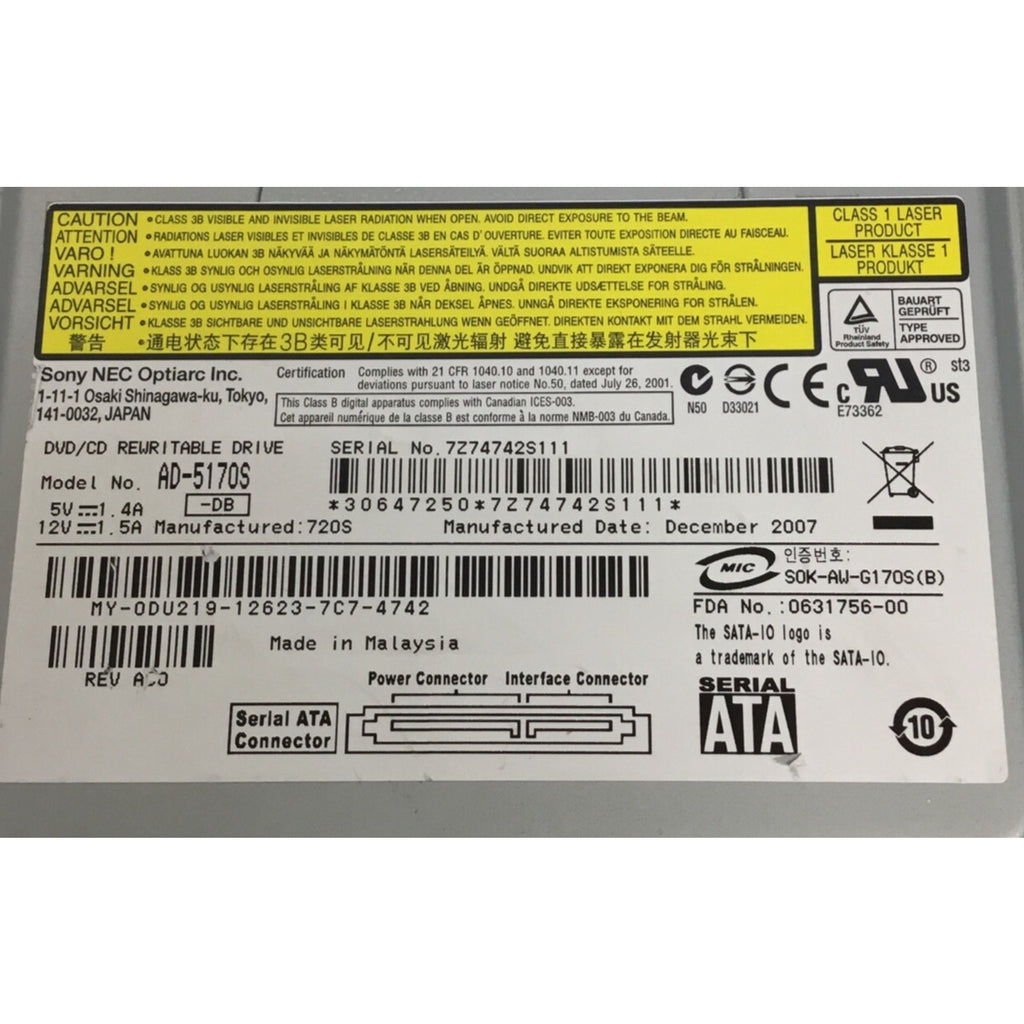 CAUTION • CLASS 3B VISIBLE AND INVISIBLE LASER RADIATION WHEN OPEN. AVOID DIRECT EXPOSURE TO THE BEAM.
ATTENTION • RADIATIONS LASER VISIBLES ET INVISIBLES DE CLASSE 3B EN CAS D'OUVERTURE. EVITER TOUTE EXPOSITION DIRECTE AU FAISCEAU.
VARO ! • AVATTUNA LUOKAN 3B NÄKYVÄÄ JA NÄKYMÄTÖNTÄ LASERSÄTEILYÄ. VÄLTÄ SUORAA ALTISTUMISTA SÄTEELLE.
VARNING • KLASS 3B SYNLIG OCH OSYNLIG LASERSTRÅLNING NÄR DENNA DEL ÄR ÖPPNAD. UNDVIK ATT DIREKT EXPONERA DIG FÖR STRÅLNINGEN.
ADVARSEL • SYNLIG OG USYNLIG LASERSTRÅLING AF KLASSE 3B VED ÅBNING. UNDGÅ DIREKTE UDSÆTTELSE FOR STRÅLING.
ADVARSEL • SYNLIG OG USYNLIG LASERSTRÅLING I KLASSE 3B NÅR DEKSEL ÅPNES. UNNGÅ DIREKTE EKSPONERING FOR STRÅLEN.
VORSICHT • KLASSE 3B SICHTBARE UND UNSICHTBARE LASERSTRAHLUNG WENN GEÖFFNET. DIREKTEN KONTAKT MIT DEM STRAHL VERMEIDEN.
警告 • 通电状态下存在3B类可见/不可见激光辐射 避免直接暴露在发射器光束下
CLASS 1 LASER
PRODUCT
LASER KLASSE 1
PRODUKT
TÜV
Rheinland
Product Safety
BAUART
GEPRÜFT
TYPE
APPROVED
Sony NEC Optiarc Inc.
1-11-1 Osaki Shinagawa-ku, Tokyo,
141-0032, JAPAN
Certification Complies with 21 CFR 1040.10 and 1040.11 except for
deviations pursuant to laser notice No.50, dated July 26, 2001.
This Class B digital apparatus complies with Canadian ICES-003.
Cet appareil numérique de la classe B est conforme à la norme NMB-003 du Canada.
N50 D33021
CE
c RU ® US
E73362
st3
DVD/CD REWRITABLE DRIVE
Model No. AD-5170S
-DB
5V 1.4A
12V 1.5A Manufactured:720S
SERIAL No.7Z74742S111
*30647250*7Z74742S111*
Manufactured Date: December 2007
MY-0DU219-12623-7C7-4742
REV
Made in Malaysia
MIC
인증번호:
SOK-AW-G170S(B)
FDA No.:0631756-00
The SATA-IO logo is
a trademark of the SATA-IO.
Power Connector Interface Connector
Serial ATA
Connector
SERIAL
ATA
10